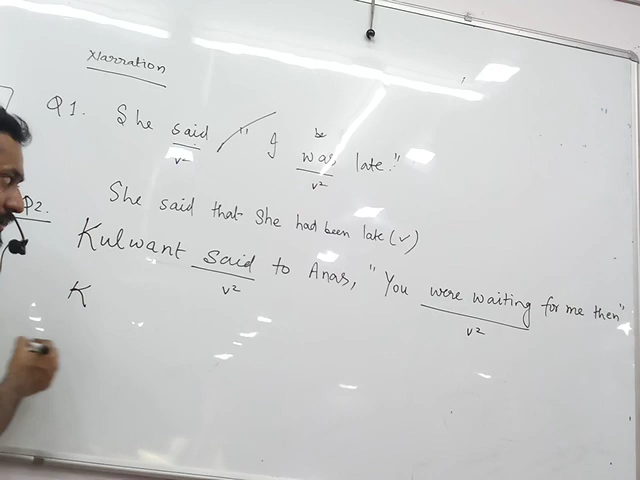 Narration
Q1. She said, "I was late."
be
v² v²
She said that She had been late (✓)
Q2. Kulwant said to Anas, "You were waiting for me then"
v² v²
K